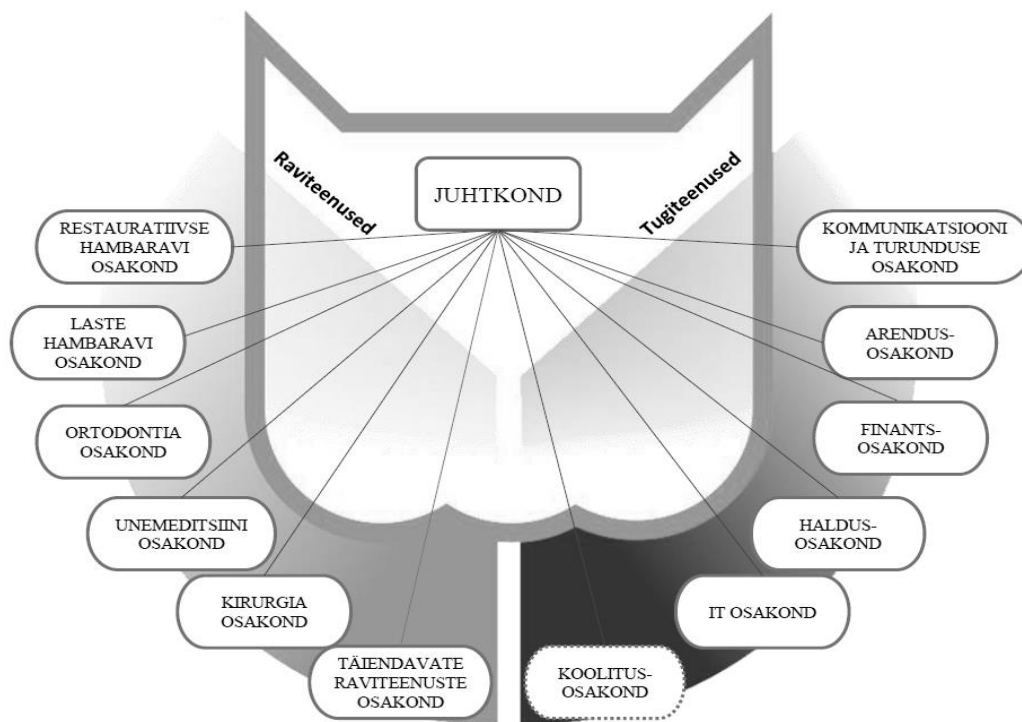 Raviteenused
JUHTKOND
Tugiteenused
RESTAURATIIVSE
HAMBARAVI
OSAKOND
KOMMUNIKATSIOONI
JA TURUNDUSE
OSAKOND
LASTE
HAMBARAVI
OSAKOND
ARENDUS-
OSAKOND
ORTODONTIA
OSAKOND
FINANTS-
OSAKOND
UNEMEDITSIINI
OSAKOND
HALDUS-
OSAKOND
KIRURGIA
OSAKOND
IT OSAKOND
TÄIENDAVATE
RAVITEENUSTE
OSAKOND
KOOLITUS-
OSAKOND